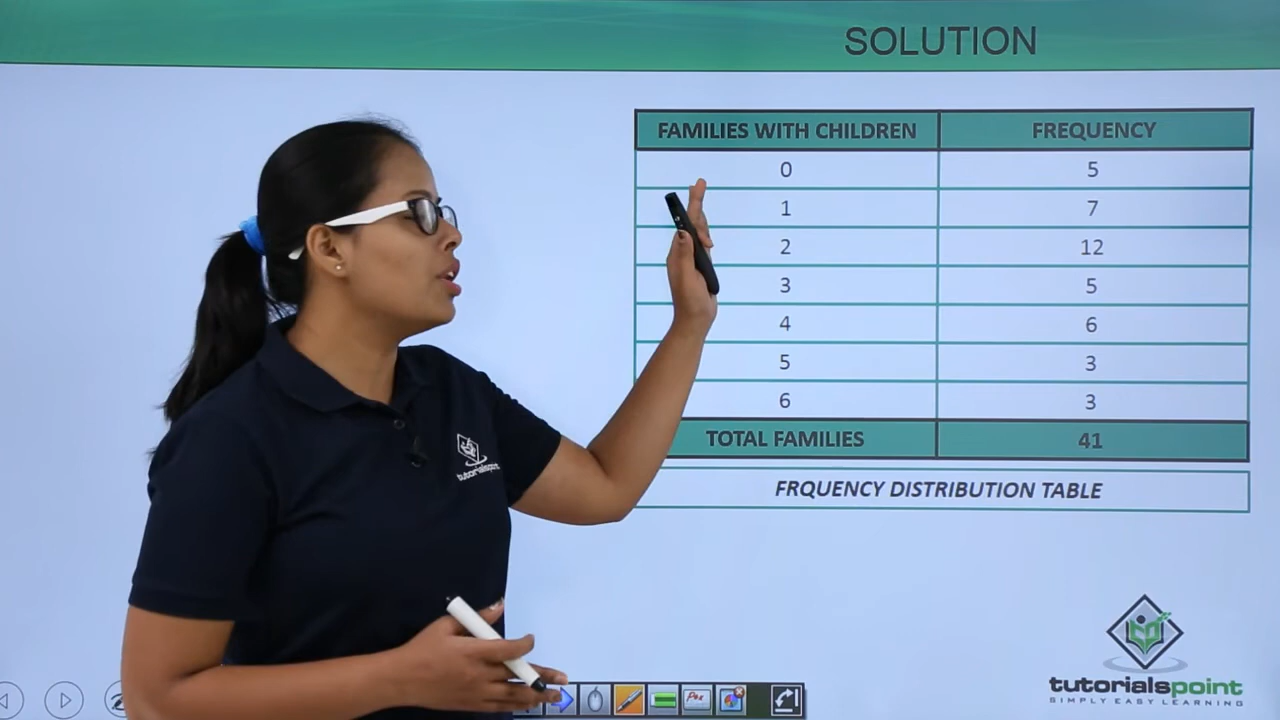 SOLUTION
FAMILIES WITH CHILDREN FREQUENCY
0 5
1 7
2 12
3 5
4 6
5 3
6 3
TOTAL FAMILIES 41
FRQUENCY DISTRIBUTION TABLE
tutorialspoint
tutorialspoint
SIMPLY EASY LEARNING